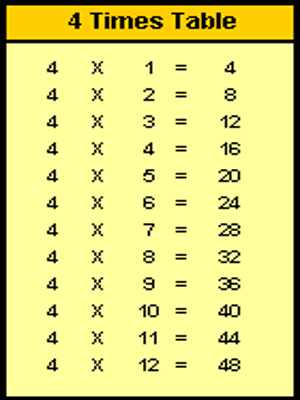 4 Times Table
4 X 1 = 4
4 X 2 = 8
4 X 3 = 12
4 X 4 = 16
4 X 5 = 20
4 X 6 = 24
4 X 7 = 28
4 X 8 = 32
4 X 9 = 36
4 X 10 = 40
4 X 11 = 44
4 X 12 = 48